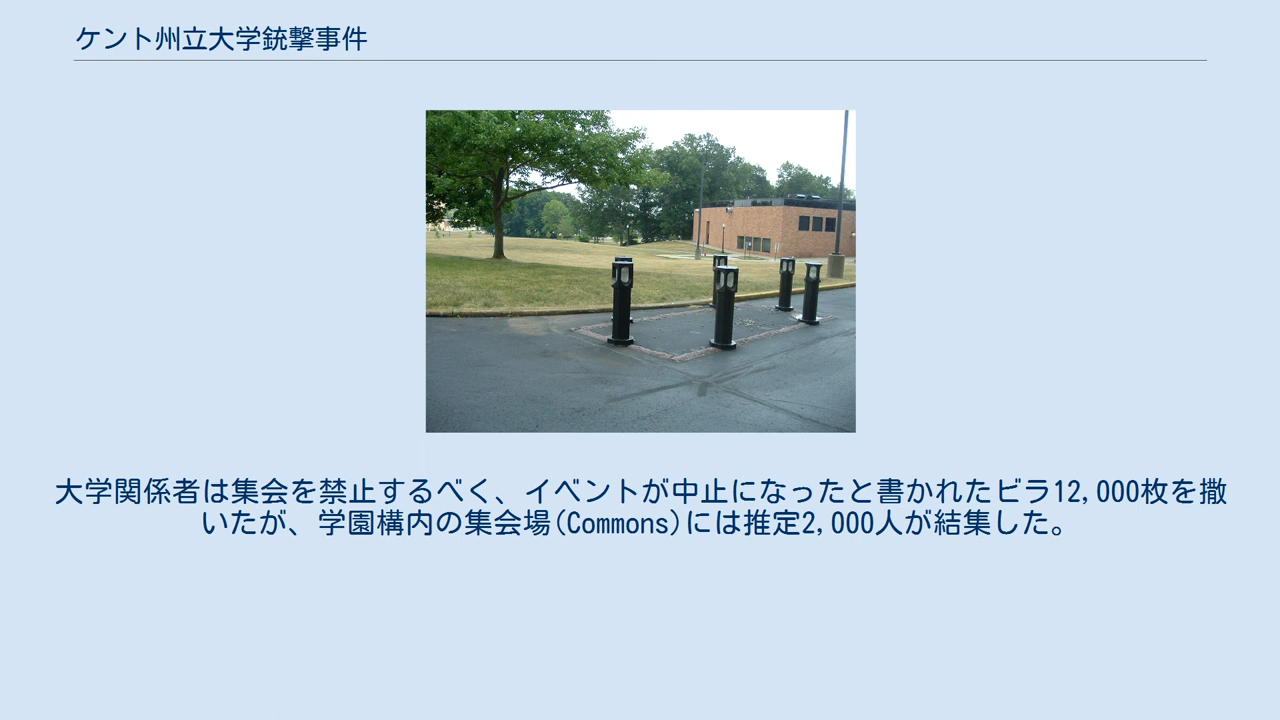 ケント州立大学銃撃事件
大学関係者は集会を禁止するべく、イベントが中止になったと書かれたビラ12,000枚を撒
いたが、学園構内の集会場(Commons)には推定2,000人が結集した。